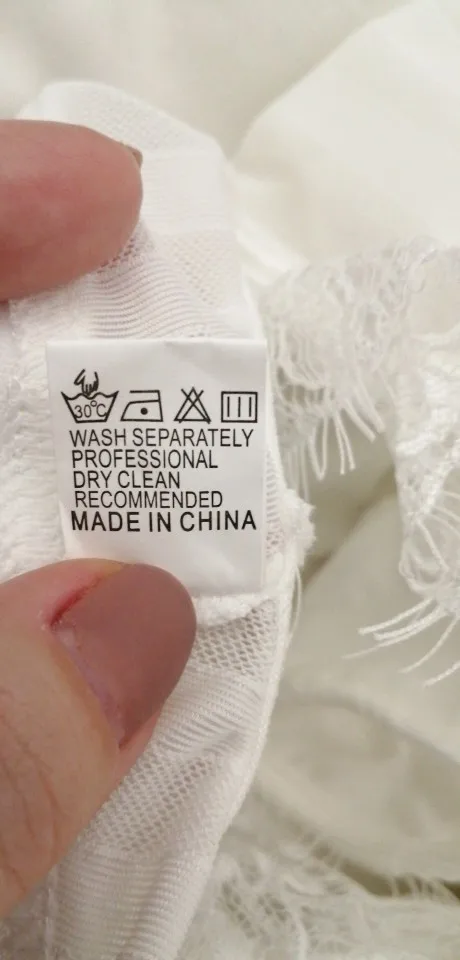 30°C
WASH SEPARATELY
PROFESSIONAL
DRY CLEAN
RECOMMENDED
MADE IN CHINA